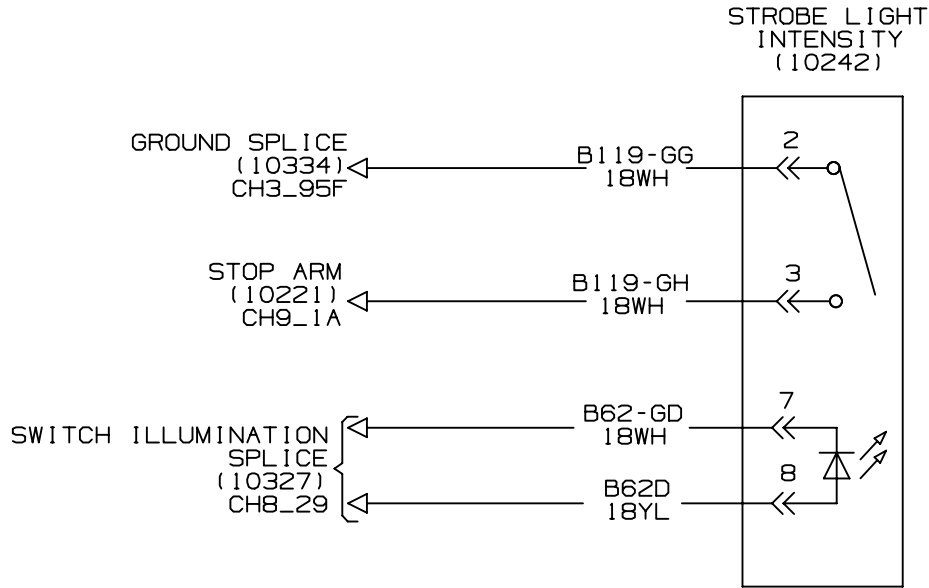 STROBE LIGHT
INTENSITY
(10242)
GROUND SPLICE
(10334)
CH3_95F
B119-GG
18WH
2
STOP ARM
(10221)
CH9_1A
B119-GH
18WH
3
SWITCH ILLUMINATION
SPLICE
(10327)
CH8_29
B62-GD
18WH
7
B62D
18YL
8